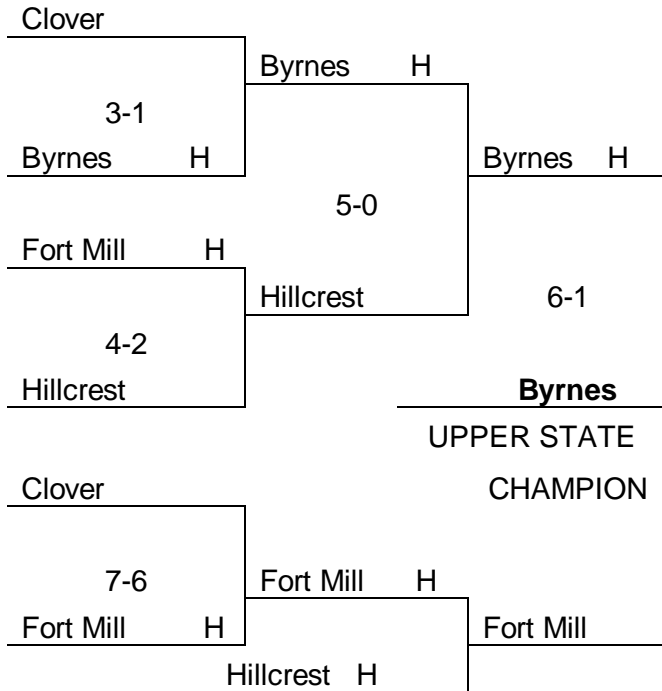 Clover
Byrnes H
3-1
Byrnes H
Byrnes H
5-0
Fort Mill H
Hillcrest
6-1
4-2
Hillcrest
Byrnes
UPPER STATE
Clover
CHAMPION
7-6
Fort Mill H
Fort Mill H
Fort Mill
Hillcrest H